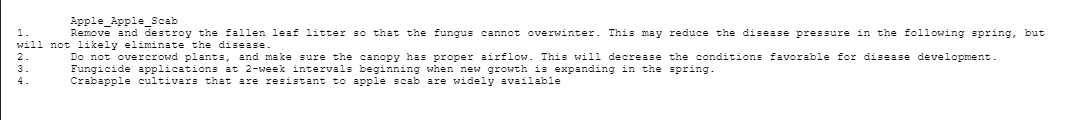 Apple_Apple_Scab
1. Remove and destroy the fallen leaf litter so that the fungus cannot overwinter. This may reduce the disease pressure in the following spring, but
will not likely eliminate the disease.
2. Do not overcrowd plants, and make sure the canopy has proper airflow. This will decrease the conditions favorable for disease development.
3. Fungicide applications at 2-week intervals beginning when new growth is expanding in the spring.
4. Crabapple cultivars that are resistant to apple scab are widely available